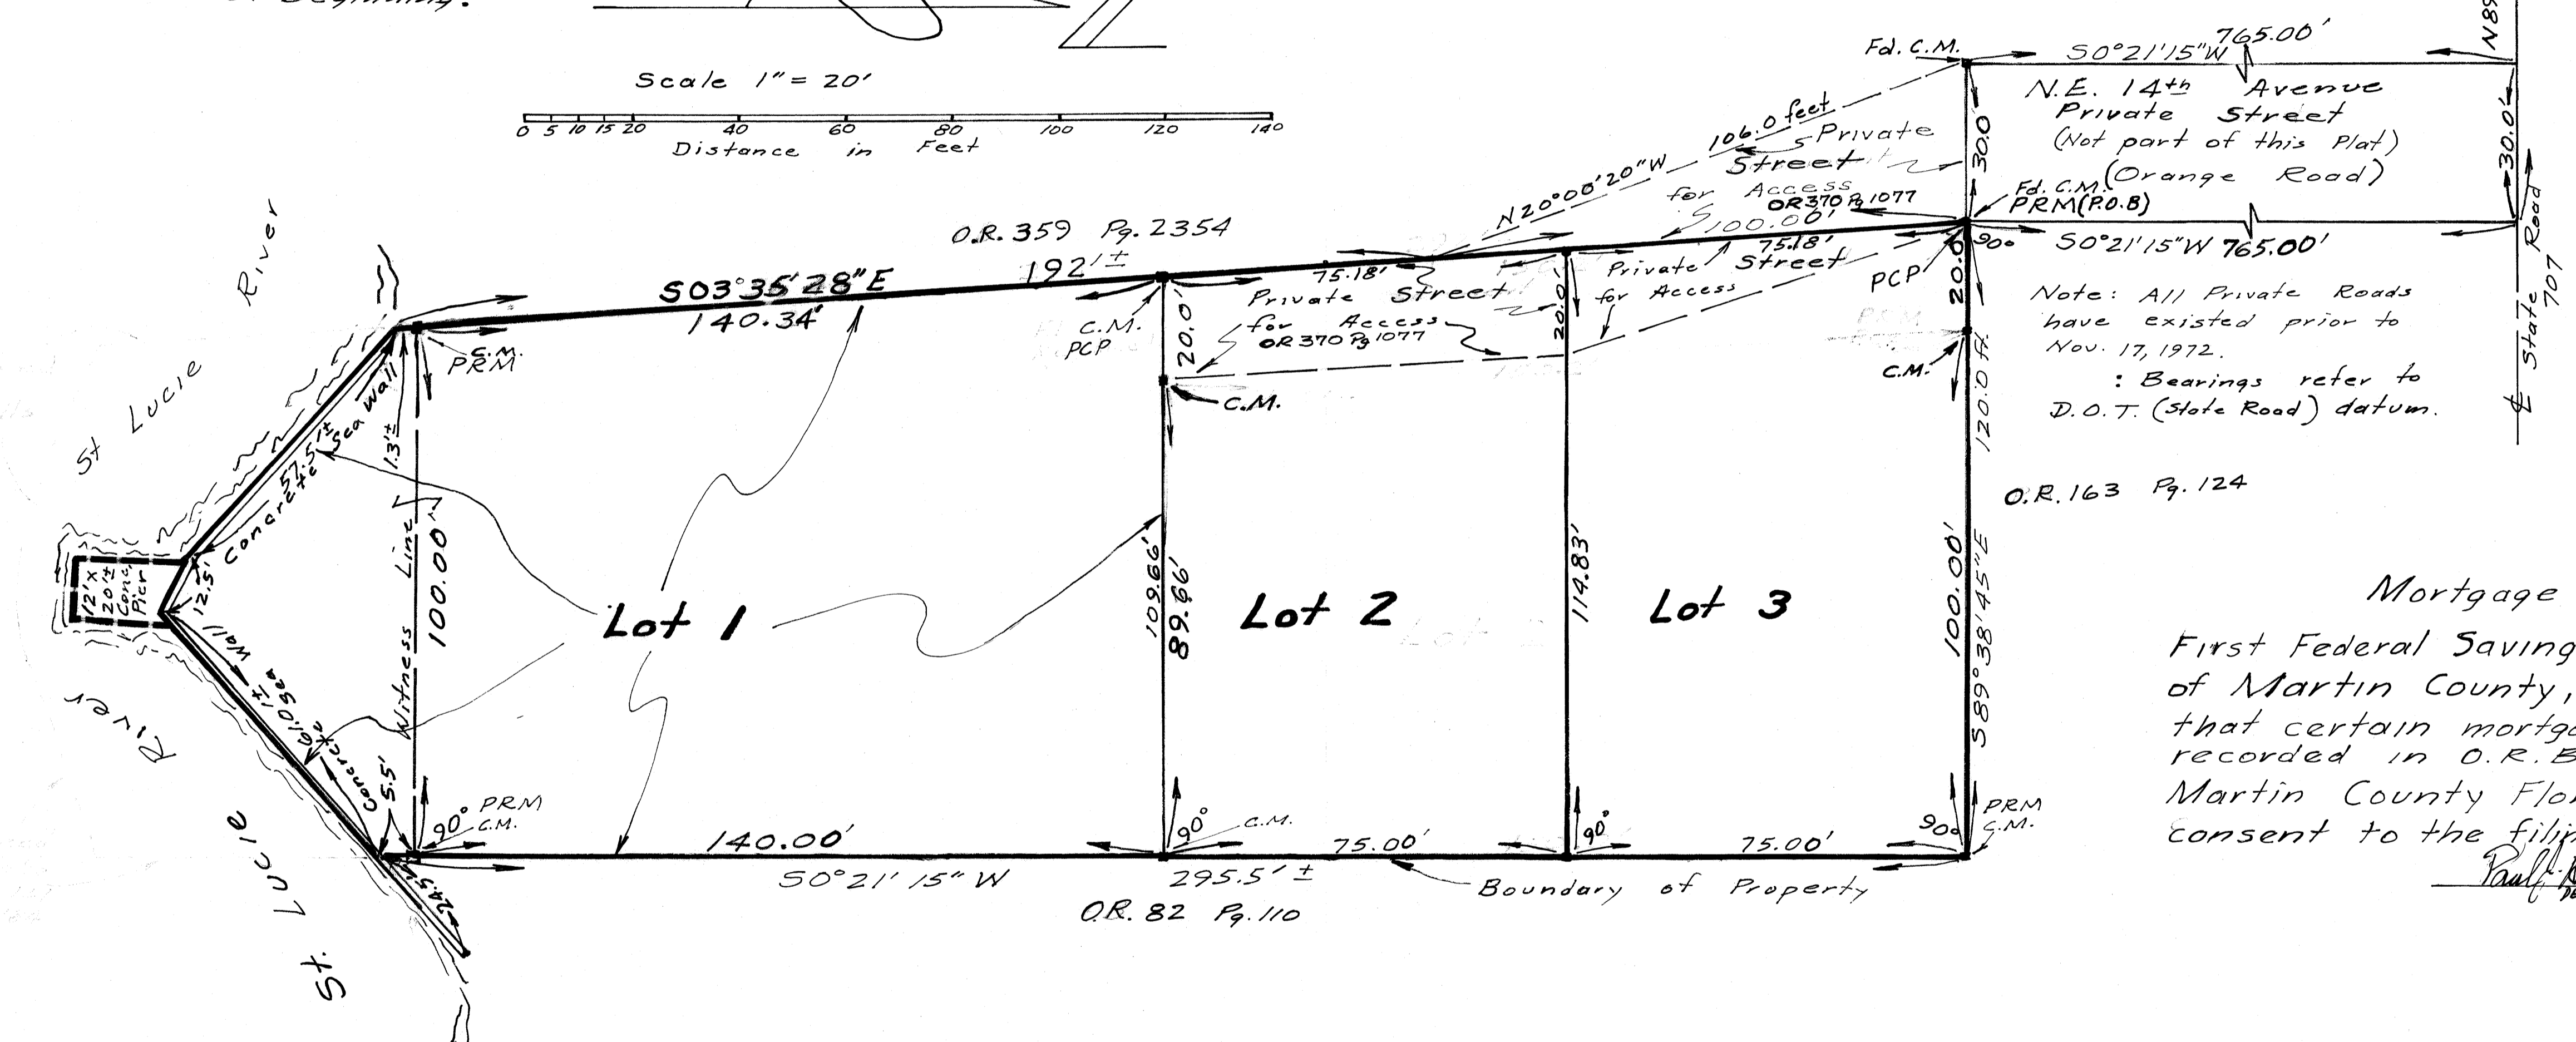 Beginning.
Scale 1" = 20'
0 5 10 15 20 40 60 80 100 120 140
Distance in Feet
Fd. C.M.
765.00'
S0°21'15"W
N89
N.E. 14th Avenue
Private Street
(Not part of this Plat)
(Orange Road)
30.0'
30.0'
℄ State Road
707
106.0 feet
N20°00'20"W
Private
Street
for Access
OR 370 Pg 1077
100.00'
75.18'
Fd. C.M.
PRM (P.O.B)
90°
S0°21'15"W 765.00'
PCP
20.0'
C.M.
120.0 ft.
Note: All Private Roads
have existed prior to
Nov. 17, 1972.
: Bearings refer to
D.O.T. (State Road) datum.
O.R. 163 Pg. 124
O.R. 359 Pg. 2354
192'±
S03°35'28"E
140.34'
75.18'
Private Street
for Access
OR 370 Pg 1077
Private Street
for Access
20.0'
20.0'
C.M.
PCP
C.M.
C.M.
PRM
St Lucie River
57.5'±
Concrete Sea Wall
1.3'±
Witness Line
100.00'
12' x
20'±
Conc.
Pier
12.5'
61.0'±
Concrete Sea Wall
5.5'
24.5'
St. Lucie River
Lot 1
109.66'
89.66'
Lot 2
114.83'
Lot 3
100.00'
S89°38'45"E
90°
PRM
C.M.
140.00'
90°
C.M.
75.00'
90°
75.00'
90°
PRM
C.M.
S0°21'15"W
295.5'±
Boundary of Property
O.R. 82 Pg. 110
Mortgage
First Federal Saving
of Martin County,
that certain mortga
recorded in O.R. B
Martin County Flor
consent to the filin